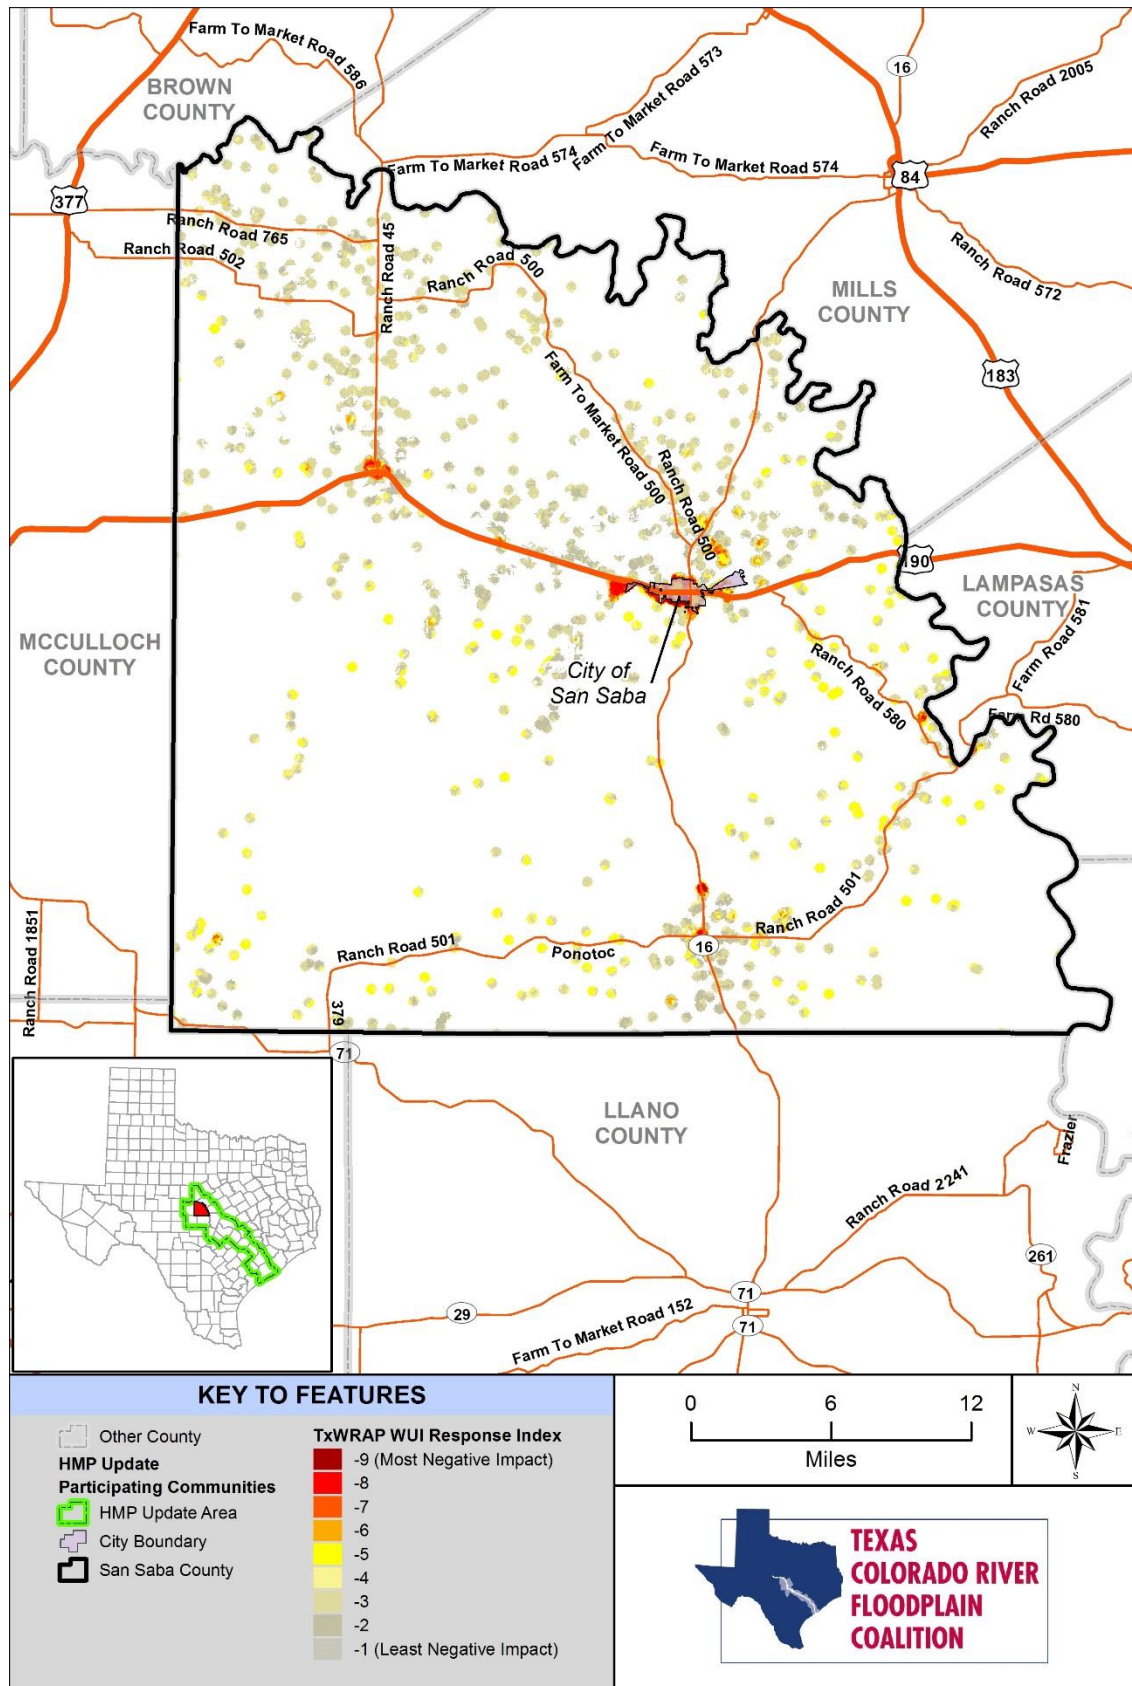 Farm To Market Road 586
BROWN
COUNTY
Farm To Market Road 573
16
Ranch Road 2005
Farm To Market Road 574
Farm To Market Road 573
Farm To Market Road 574
84
377
Ranch Road 765
Ranch Road 502
Ranch Road 45
Ranch Road 500
Ranch Road 572
MILLS
COUNTY
183
Farm To Market Road 500
Ranch Road 500
190
LAMPASAS
COUNTY
Farm Road 581
MCCULLOCH
COUNTY
City of
San Saba
Ranch Road 580
Farm Rd 580
Ranch Road 1851
Ranch Road 501
Ponotoc
16
Ranch Road 501
379
71
LLANO
COUNTY
Frazier
Ranch Road 2241
261
29
71
Farm To Market Road 152
71
KEY TO FEATURES
Other County
HMP Update
Participating Communities
HMP Update Area
City Boundary
San Saba County
TxWRAP WUI Response Index
-9 (Most Negative Impact)
-8
-7
-6
-5
-4
-3
-2
-1 (Least Negative Impact)
0 6 12
Miles
N
W E
S
TEXAS
COLORADO RIVER
FLOODPLAIN
COALITION